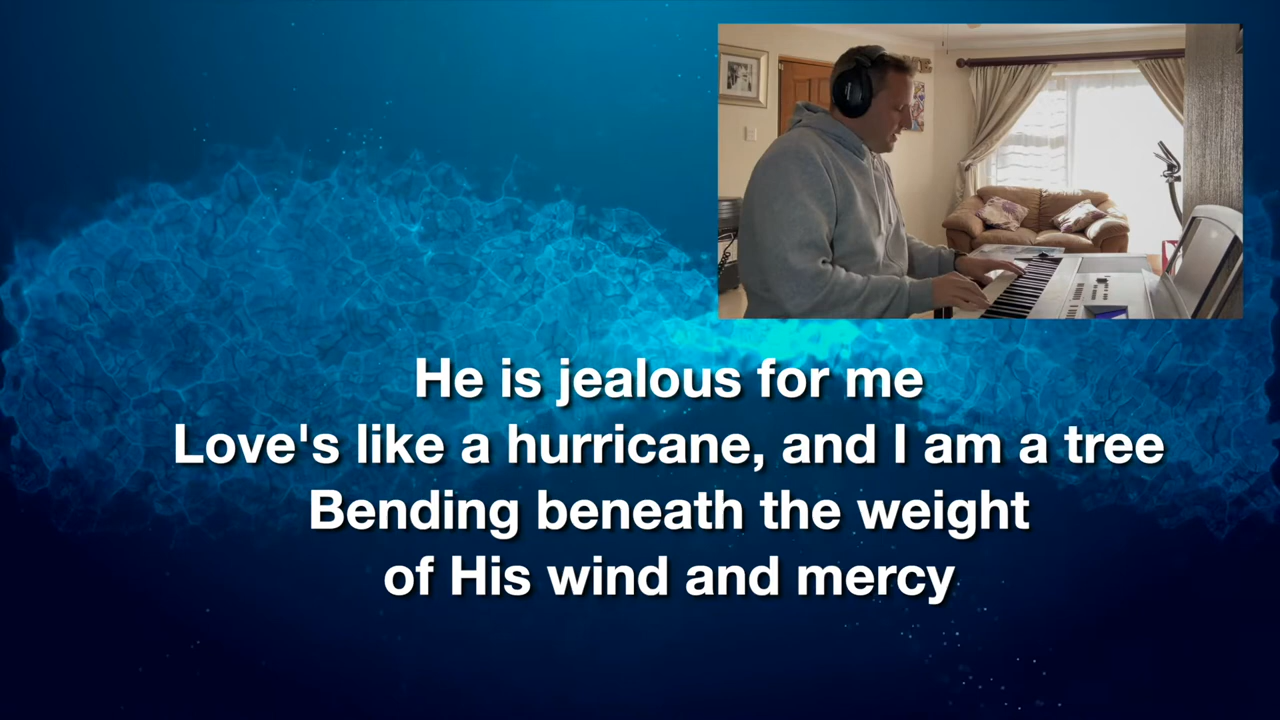 He is jealous for me
Love's like a hurricane, and I am a tree
Bending beneath the weight
of His wind and mercy